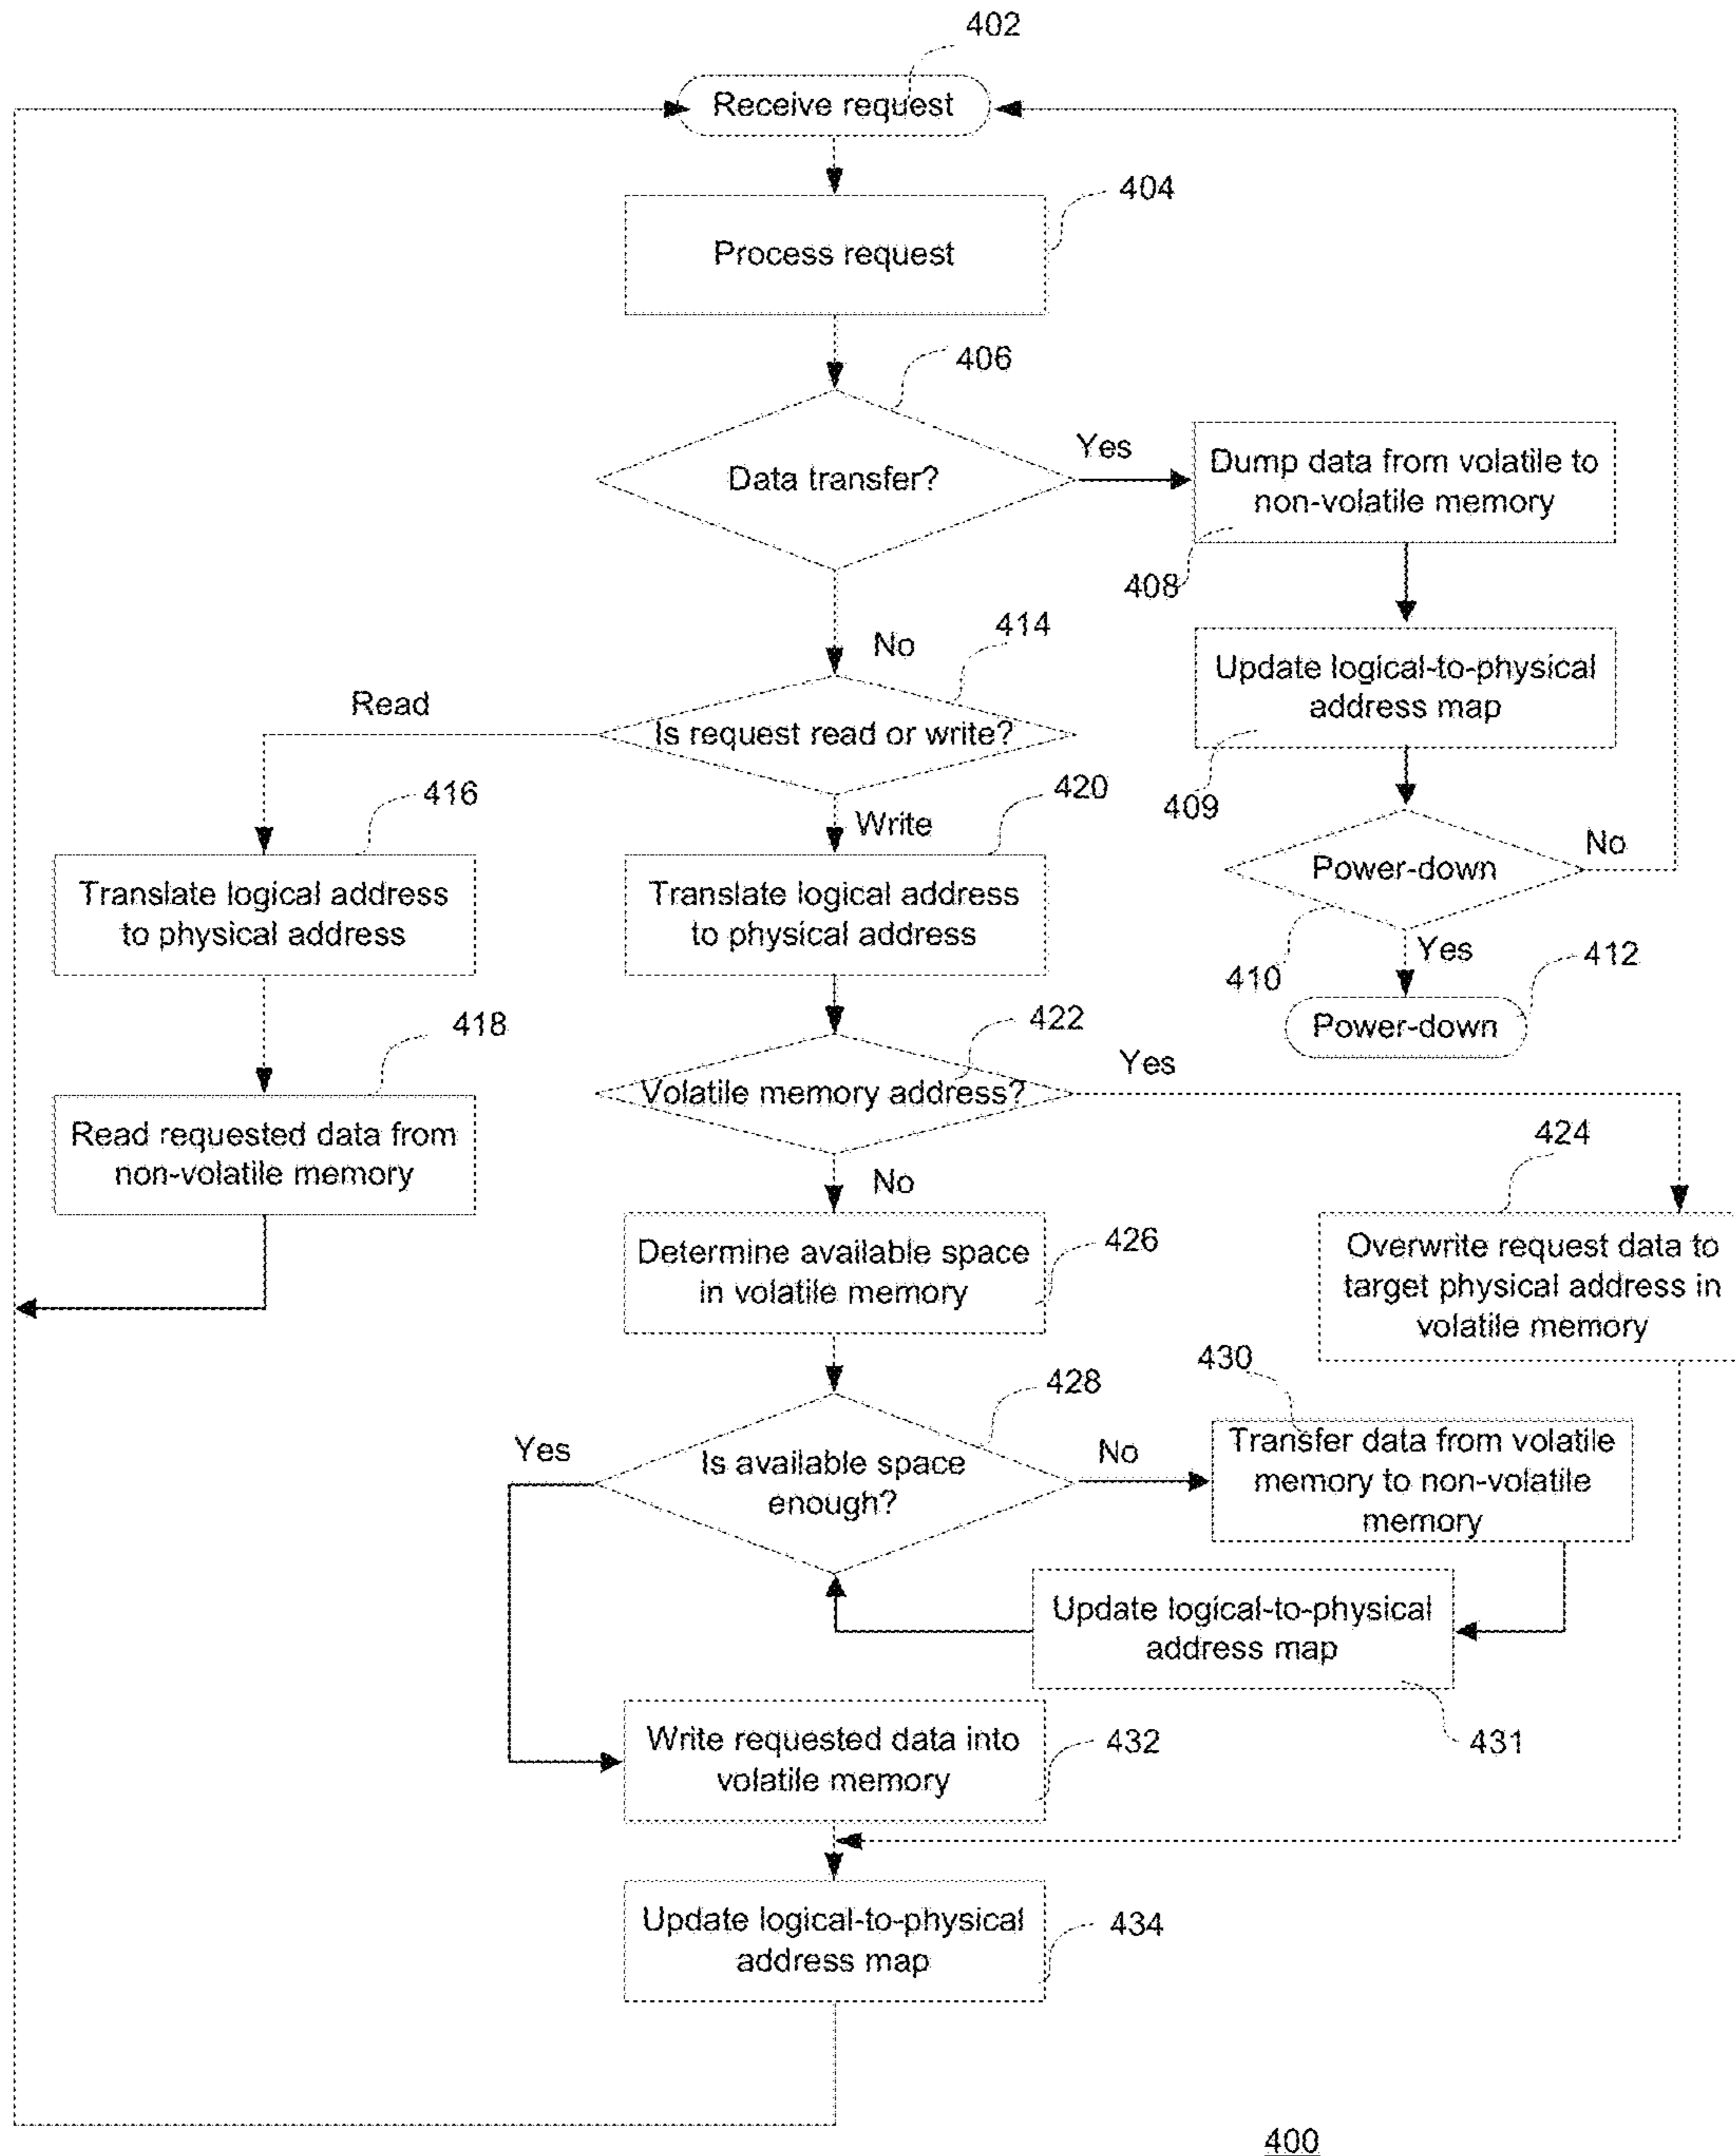 402
Receive request
404
Process request
406
Data transfer?
Yes
Dump data from volatile to
non-volatile memory
408
No
414
Update logical-to-physical
address map
409
Read
Is request read or write?
416
420
Write
Power-down
No
410
Yes
412
Power-down
Translate logical address
to physical address
Translate logical address
to physical address
418
422
Volatile memory address?
Yes
Read requested data from
non-volatile memory
No
424
Determine available space
in volatile memory
426
Overwrite request data to
target physical address in
volatile memory
430
428
Yes
Is available space
enough?
No
Transfer data from volatile
memory to non-volatile
memory
Update logical-to-physical
address map
431
Write requested data into
volatile memory
432
Update logical-to-physical
address map
434
400